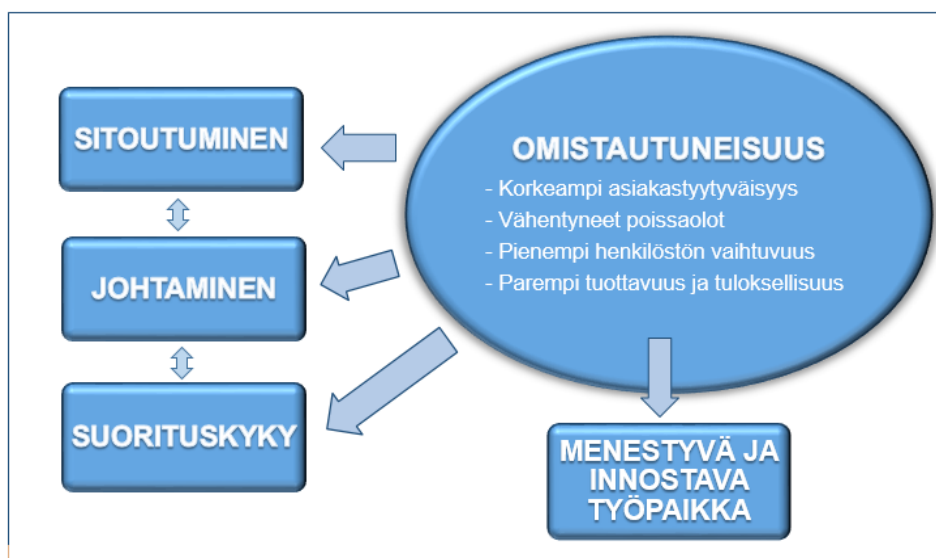 SITOUTUMINEN
JOHTAMINEN
SUORITUSKYKY
OMISTAUTUNEISUUS
- Korkeampi asiakastyytyväisyys
- Vähentyneet poissaolot
- Pienempi henkilöstön vaihtuvuus
- Parempi tuottavuus ja tuloksellisuus
MENESTYVÄ JA
INNOSTAVA
TYÖPAIKKA